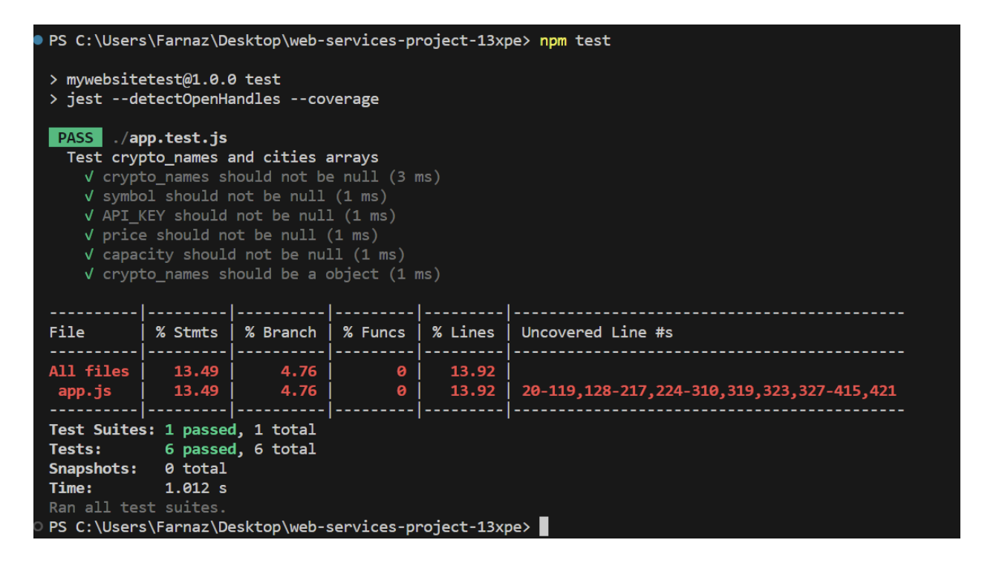 PS C:\Users\Farnaz\Desktop\web-services-project-13xpe> npm test
> mywebsitetest@1.0.0 test
> jest --detectOpenHandles --coverage
PASS ./app.test.js
Test crypto_names and cities arrays
√ crypto_names should not be null (3 ms)
√ symbol should not be null (1 ms)
√ API_KEY should not be null (1 ms)
√ price should not be null (1 ms)
√ capacity should not be null (1 ms)
√ crypto_names should be a object (1 ms)
----------|---------|----------|---------|---------|--------------------------------------------
File | % Stmts | % Branch | % Funcs | % Lines | Uncovered Line #s
----------|---------|----------|---------|---------|--------------------------------------------
All files | 13.49 | 4.76 | 0 | 13.92 |
app.js | 13.49 | 4.76 | 0 | 13.92 | 20-119,128-217,224-310,319,323,327-415,421
----------|---------|----------|---------|---------|--------------------------------------------
Test Suites: 1 passed, 1 total
Tests: 6 passed, 6 total
Snapshots: 0 total
Time: 1.012 s
Ran all test suites.
PS C:\Users\Farnaz\Desktop\web-services-project-13xpe>